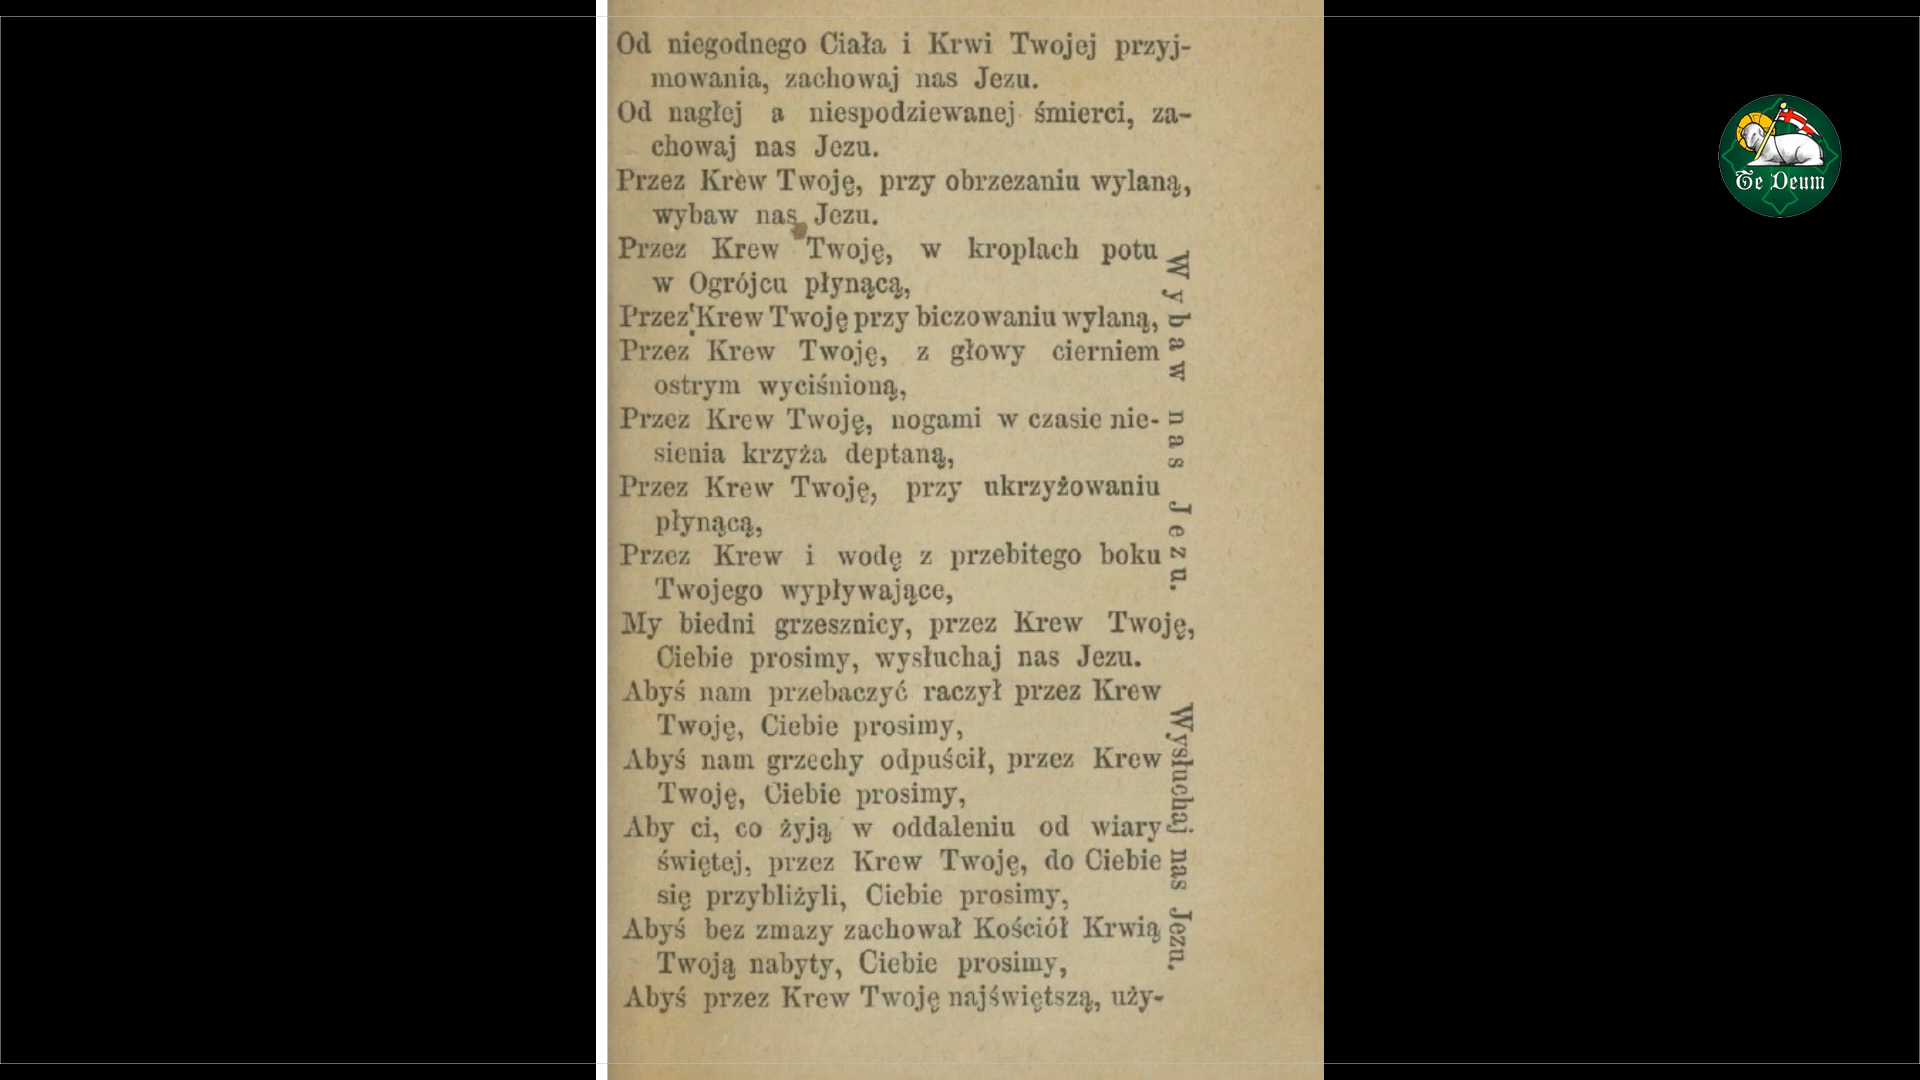 Od niegodnego Ciała i Krwi Twojej przyj-
mowania, zachowaj nas Jezu.
Od nagłej a niespodziewanej śmierci, za-
chowaj nas Jezu.
Przez Krew Twoję, przy obrzezaniu wylaną,
wybaw nas Jezu.
Przez Krew Twoję, w kroplach potu
w Ogrójcu płynącą,
Przez Krew Twoję przy biczowaniu wylaną,
Przez Krew Twoję, z głowy cierniem
ostrym wyciśnioną,
Przez Krew Twoję, nogami w czasie nie-
sienia krzyża deptaną,
Przez Krew Twoję, przy ukrzyżowaniu
płynącą,
Przez Krew i wodę z przebitego boku
Twojego wypływające,
Wybaw nas Jezu.
My biedni grzesznicy, przez Krew Twoję,
Ciebie prosimy, wysłuchaj nas Jezu.
Abyś nam przebaczyć raczył przez Krew
Twoję, Ciebie prosimy,
Abyś nam grzechy odpuścił, przez Krew
Twoję, Ciebie prosimy,
Aby ci, co żyją w oddaleniu od wiary
świętej, przez Krew Twoję, do Ciebie
się przybliżyli, Ciebie prosimy,
Abyś bez zmazy zachował Kościół Krwią
Twoją nabyty, Ciebie prosimy,
Abyś przez Krew Twoję najświętszą, uży-
Wysłuchaj nas Jezu.
Te Deum